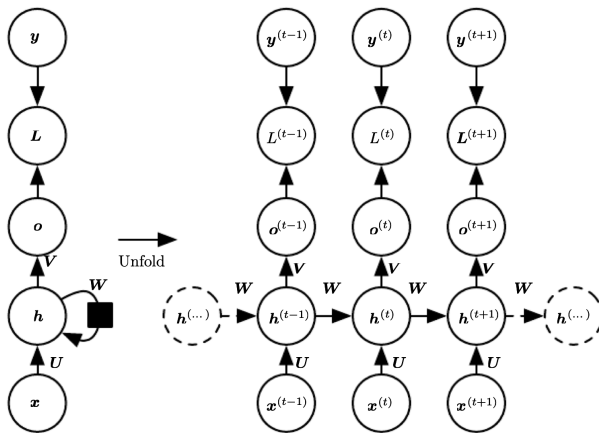 y y^(t−1) y^(t) y^(t+1)
L L^(t−1) L^(t) L^(t+1)
o o^(t−1) o^(t) o^(t+1)
Unfold
V V V V
W W W W W
h h^(...) h^(t−1) h^(t) h^(t+1) h^(...)
U U U U
x x^(t−1) x^(t) x^(t+1)